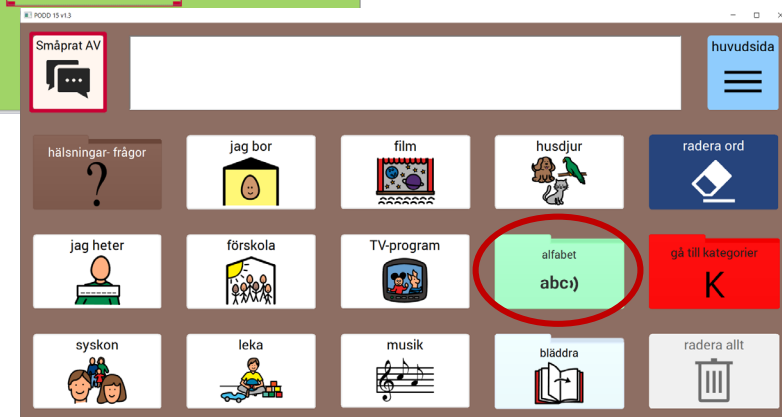 PODD 15 v1.3
Småprat AV
huvudsida
hälsningar- frågor
?
jag bor
film
husdjur
radera ord
jag heter
förskola
TV-program
alfabet
abc
gå till kategorier
K
syskon
leka
musik
bläddra
radera allt